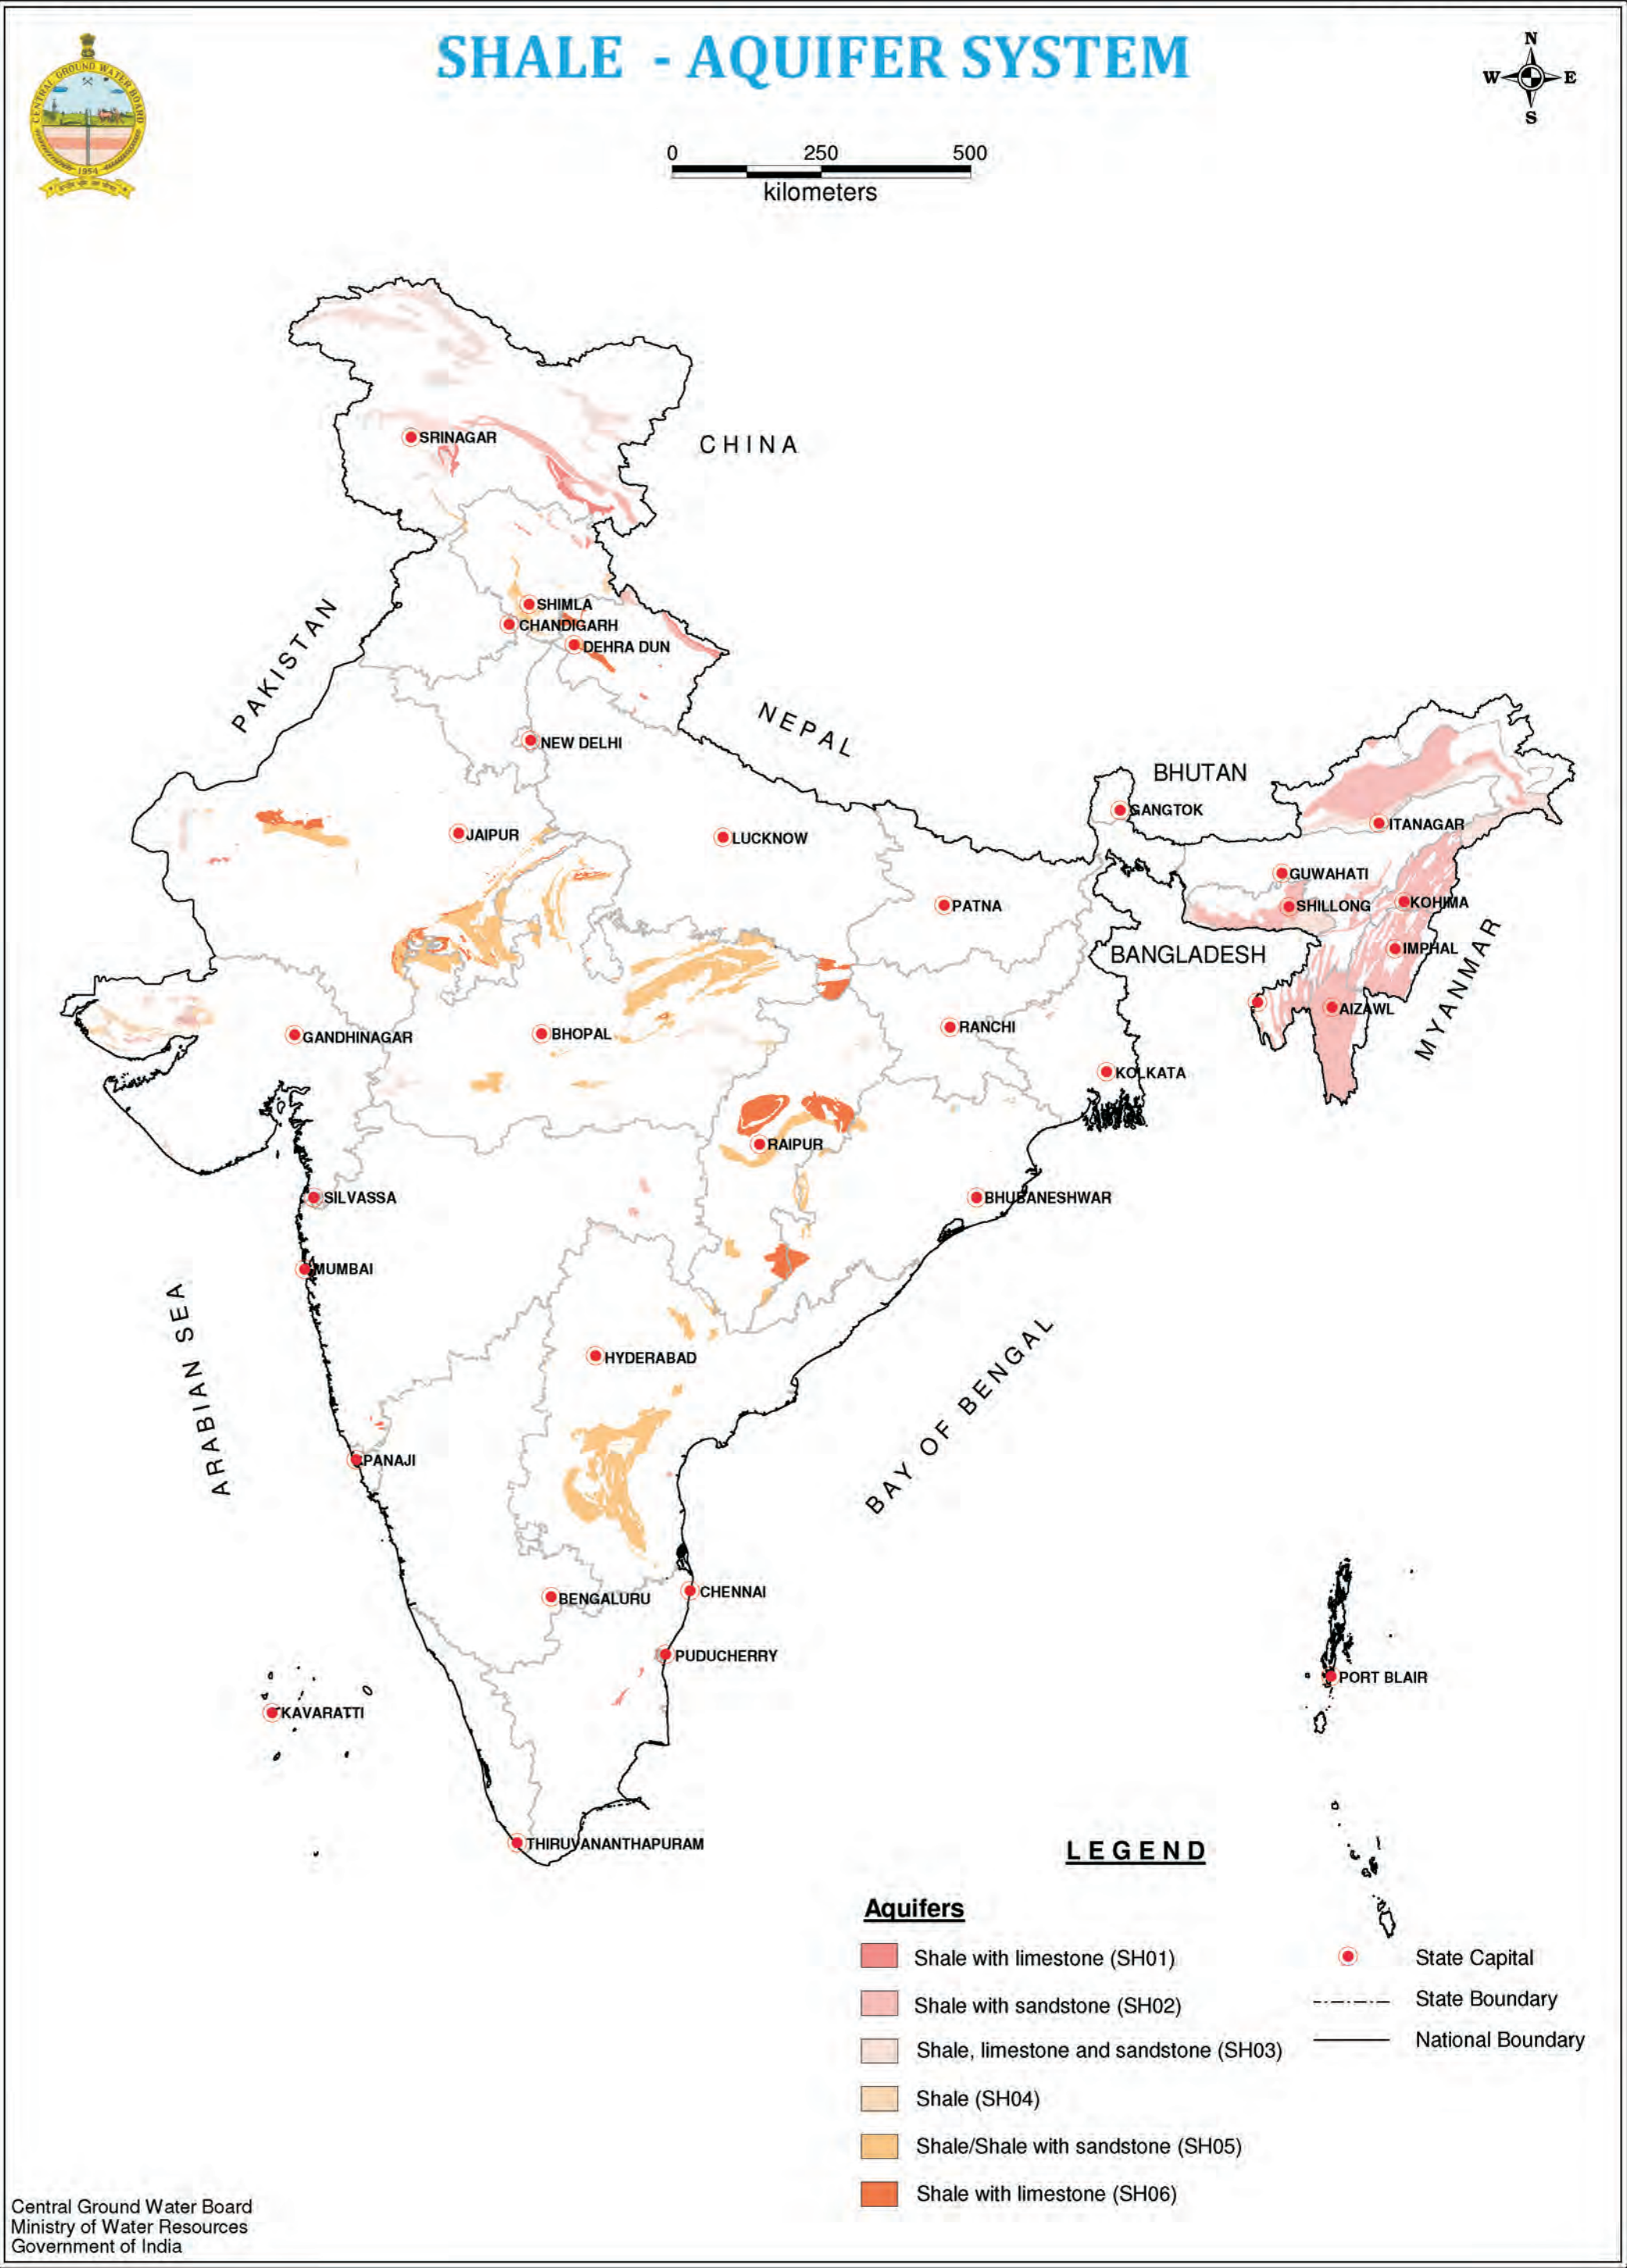 SHALE - AQUIFER SYSTEM
CENTRAL GROUND WATER BOARD
1954
N
W E
S
0 250 500
kilometers
CHINA
SRINAGAR
PAKISTAN
SHIMLA
CHANDIGARH
DEHRA DUN
NEPAL
NEW DELHI
BHUTAN
GANGTOK
ITANAGAR
JAIPUR
LUCKNOW
GUWAHATI
PATNA
SHILLONG
KOHIMA
BANGLADESH
IMPHAL
MYANMAR
AIZAWL
GANDHINAGAR
BHOPAL
RANCHI
KOLKATA
RAIPUR
SILVASSA
BHUBANESHWAR
MUMBAI
ARABIAN SEA
HYDERABAD
BAY OF BENGAL
PANAJI
BENGALURU
CHENNAI
PUDUCHERRY
PORT BLAIR
KAVARATTI
THIRUVANANTHAPURAM
LEGEND
Aquifers
Shale with limestone (SH01)
State Capital
Shale with sandstone (SH02)
State Boundary
Shale, limestone and sandstone (SH03)
National Boundary
Shale (SH04)
Shale/Shale with sandstone (SH05)
Shale with limestone (SH06)
Central Ground Water Board
Ministry of Water Resources
Government of India